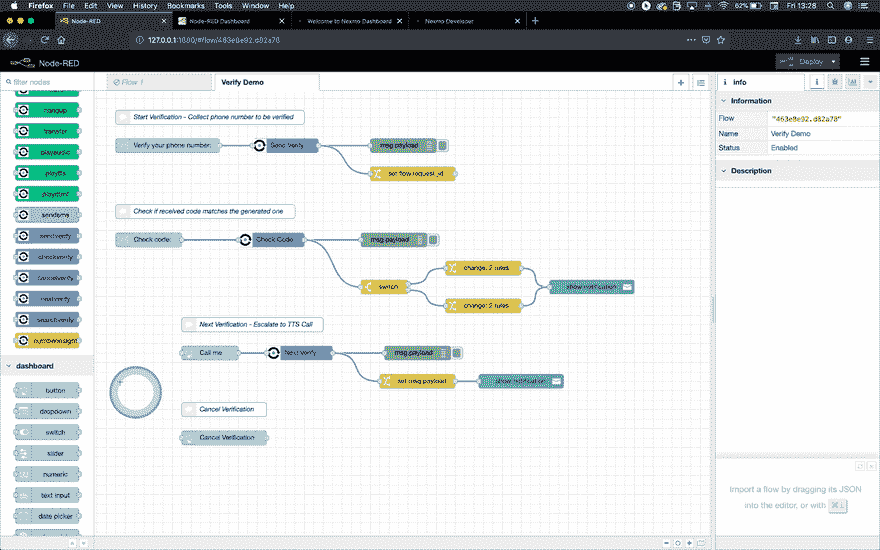 Firefox File Edit View History Bookmarks Tools Window Help
62% Fri 13:28
Node-RED
Node-RED Dashboard
Welcome to Nexmo Dashboard
Nexmo Developer
127.0.0.1:1880/#flow/463e8e92.d82a78
Node-RED
Deploy
filter nodes
Flow 1
Verify Demo
info
i
Information
Flow "463e8e92.d82a78"
Name Verify Demo
Status Enabled
Description
hangup
transfer
playaudio
playtts
sendsms
sendverify
checkverify
cancelverify
nextverify
searchverify
numberinsight
dashboard
button
dropdown
switch
slider
numeric
text input
date picker
Start Verification - Collect phone number to be verified
Verify your phone number:
Send Verify
msg.payload
set flow.request_id
Check if received code matches the generated one
Check code:
Check Code
msg.payload
switch
change: 2 rules
change: 2 rules
show notification
Next Verification - Escalate to TTS Call
Call me
Next Verify
msg.payload
set msg.payload
show notification
Cancel Verification
Cancel Verification
Import a flow by dragging its JSON
into the editor, or with ⌘ i